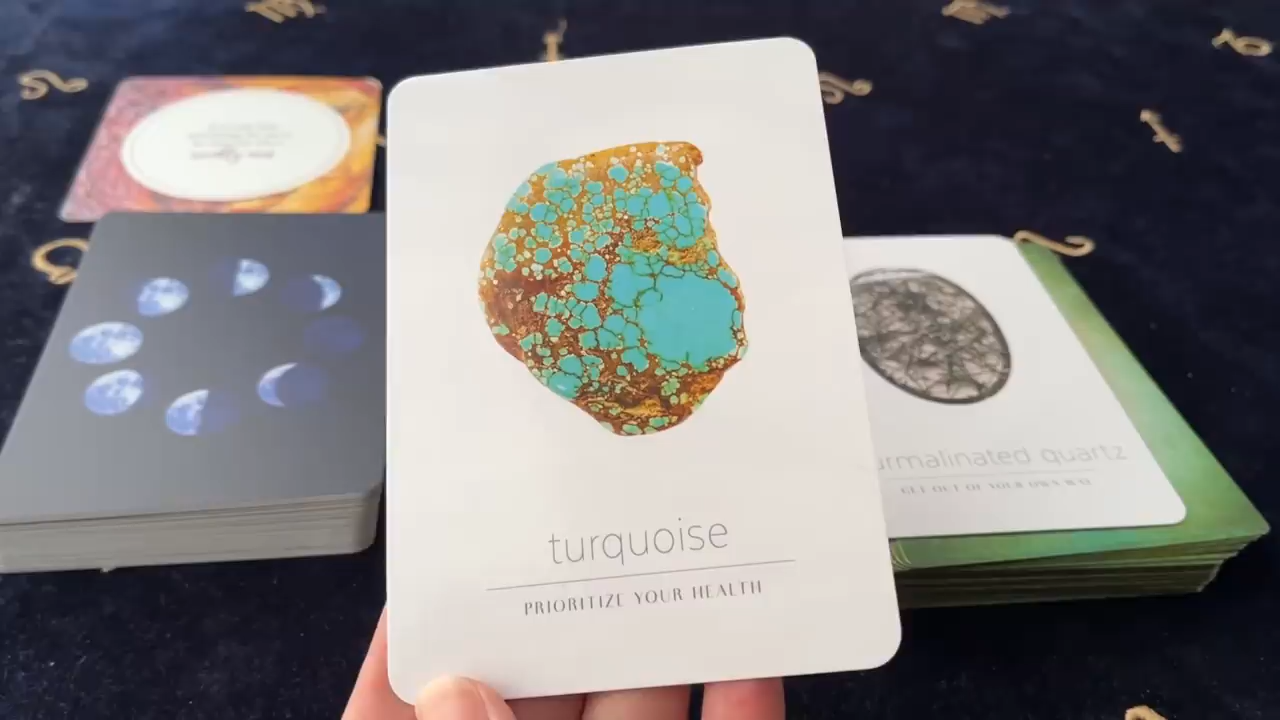 turquoise
PRIORITIZE YOUR HEALTH
urmalinated quartz
GET OUT OF YOUR OWN WAY